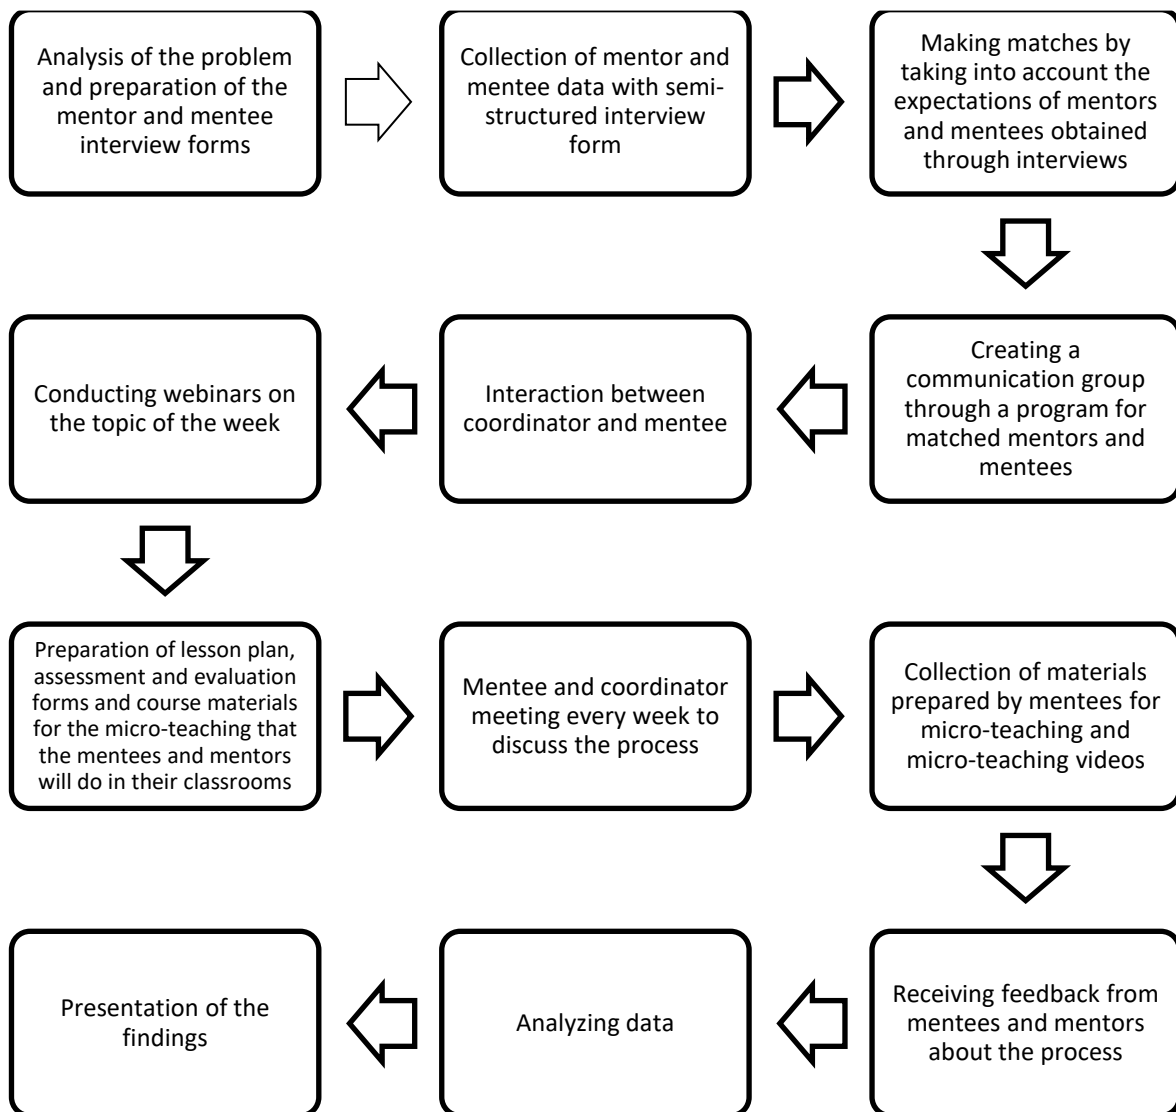 Analysis of the problem
and preparation of the
mentor and mentee
interview forms
Collection of mentor and
mentee data with semi-
structured interview
form
Making matches by
taking into account the
expectations of mentors
and mentees obtained
through interviews
Creating a
communication group
through a program for
matched mentors and
mentees
Interaction between
coordinator and mentee
Conducting webinars on
the topic of the week
Preparation of lesson plan,
assessment and evaluation
forms and course materials
for the micro-teaching that
the mentees and mentors
will do in their classrooms
Mentee and coordinator
meeting every week to
discuss the process
Collection of materials
prepared by mentees for
micro-teaching and
micro-teaching videos
Receiving feedback from
mentees and mentors
about the process
Analyzing data
Presentation of the
findings